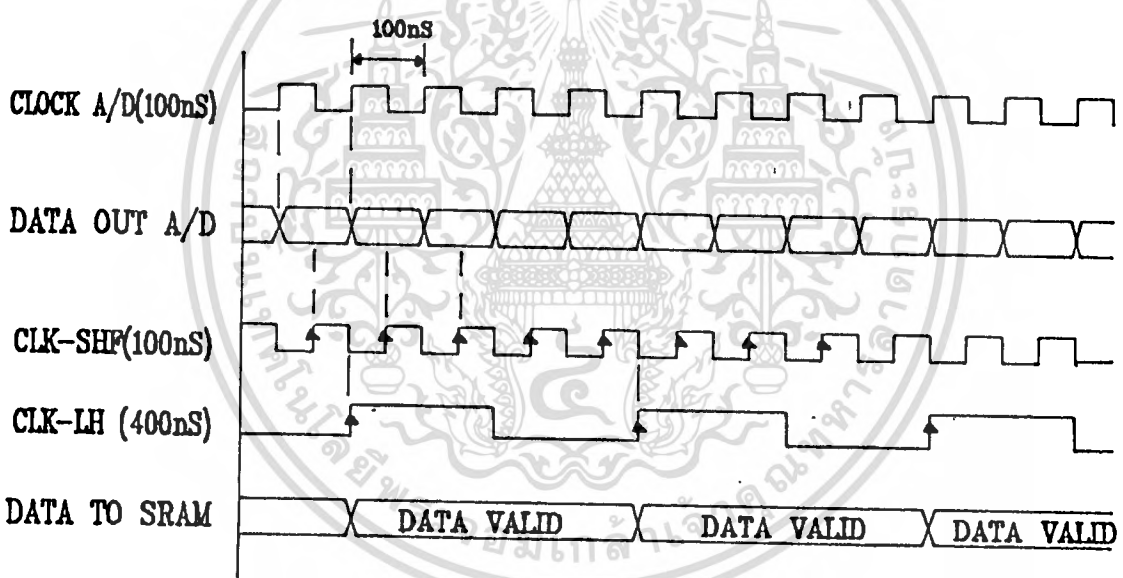 100nS
CLOCK A/D(100nS)
DATA OUT A/D
CLK-SHF(100nS)
CLK-LH (400nS)
DATA TO SRAM
DATA VALID
DATA VALID
DATA VALID